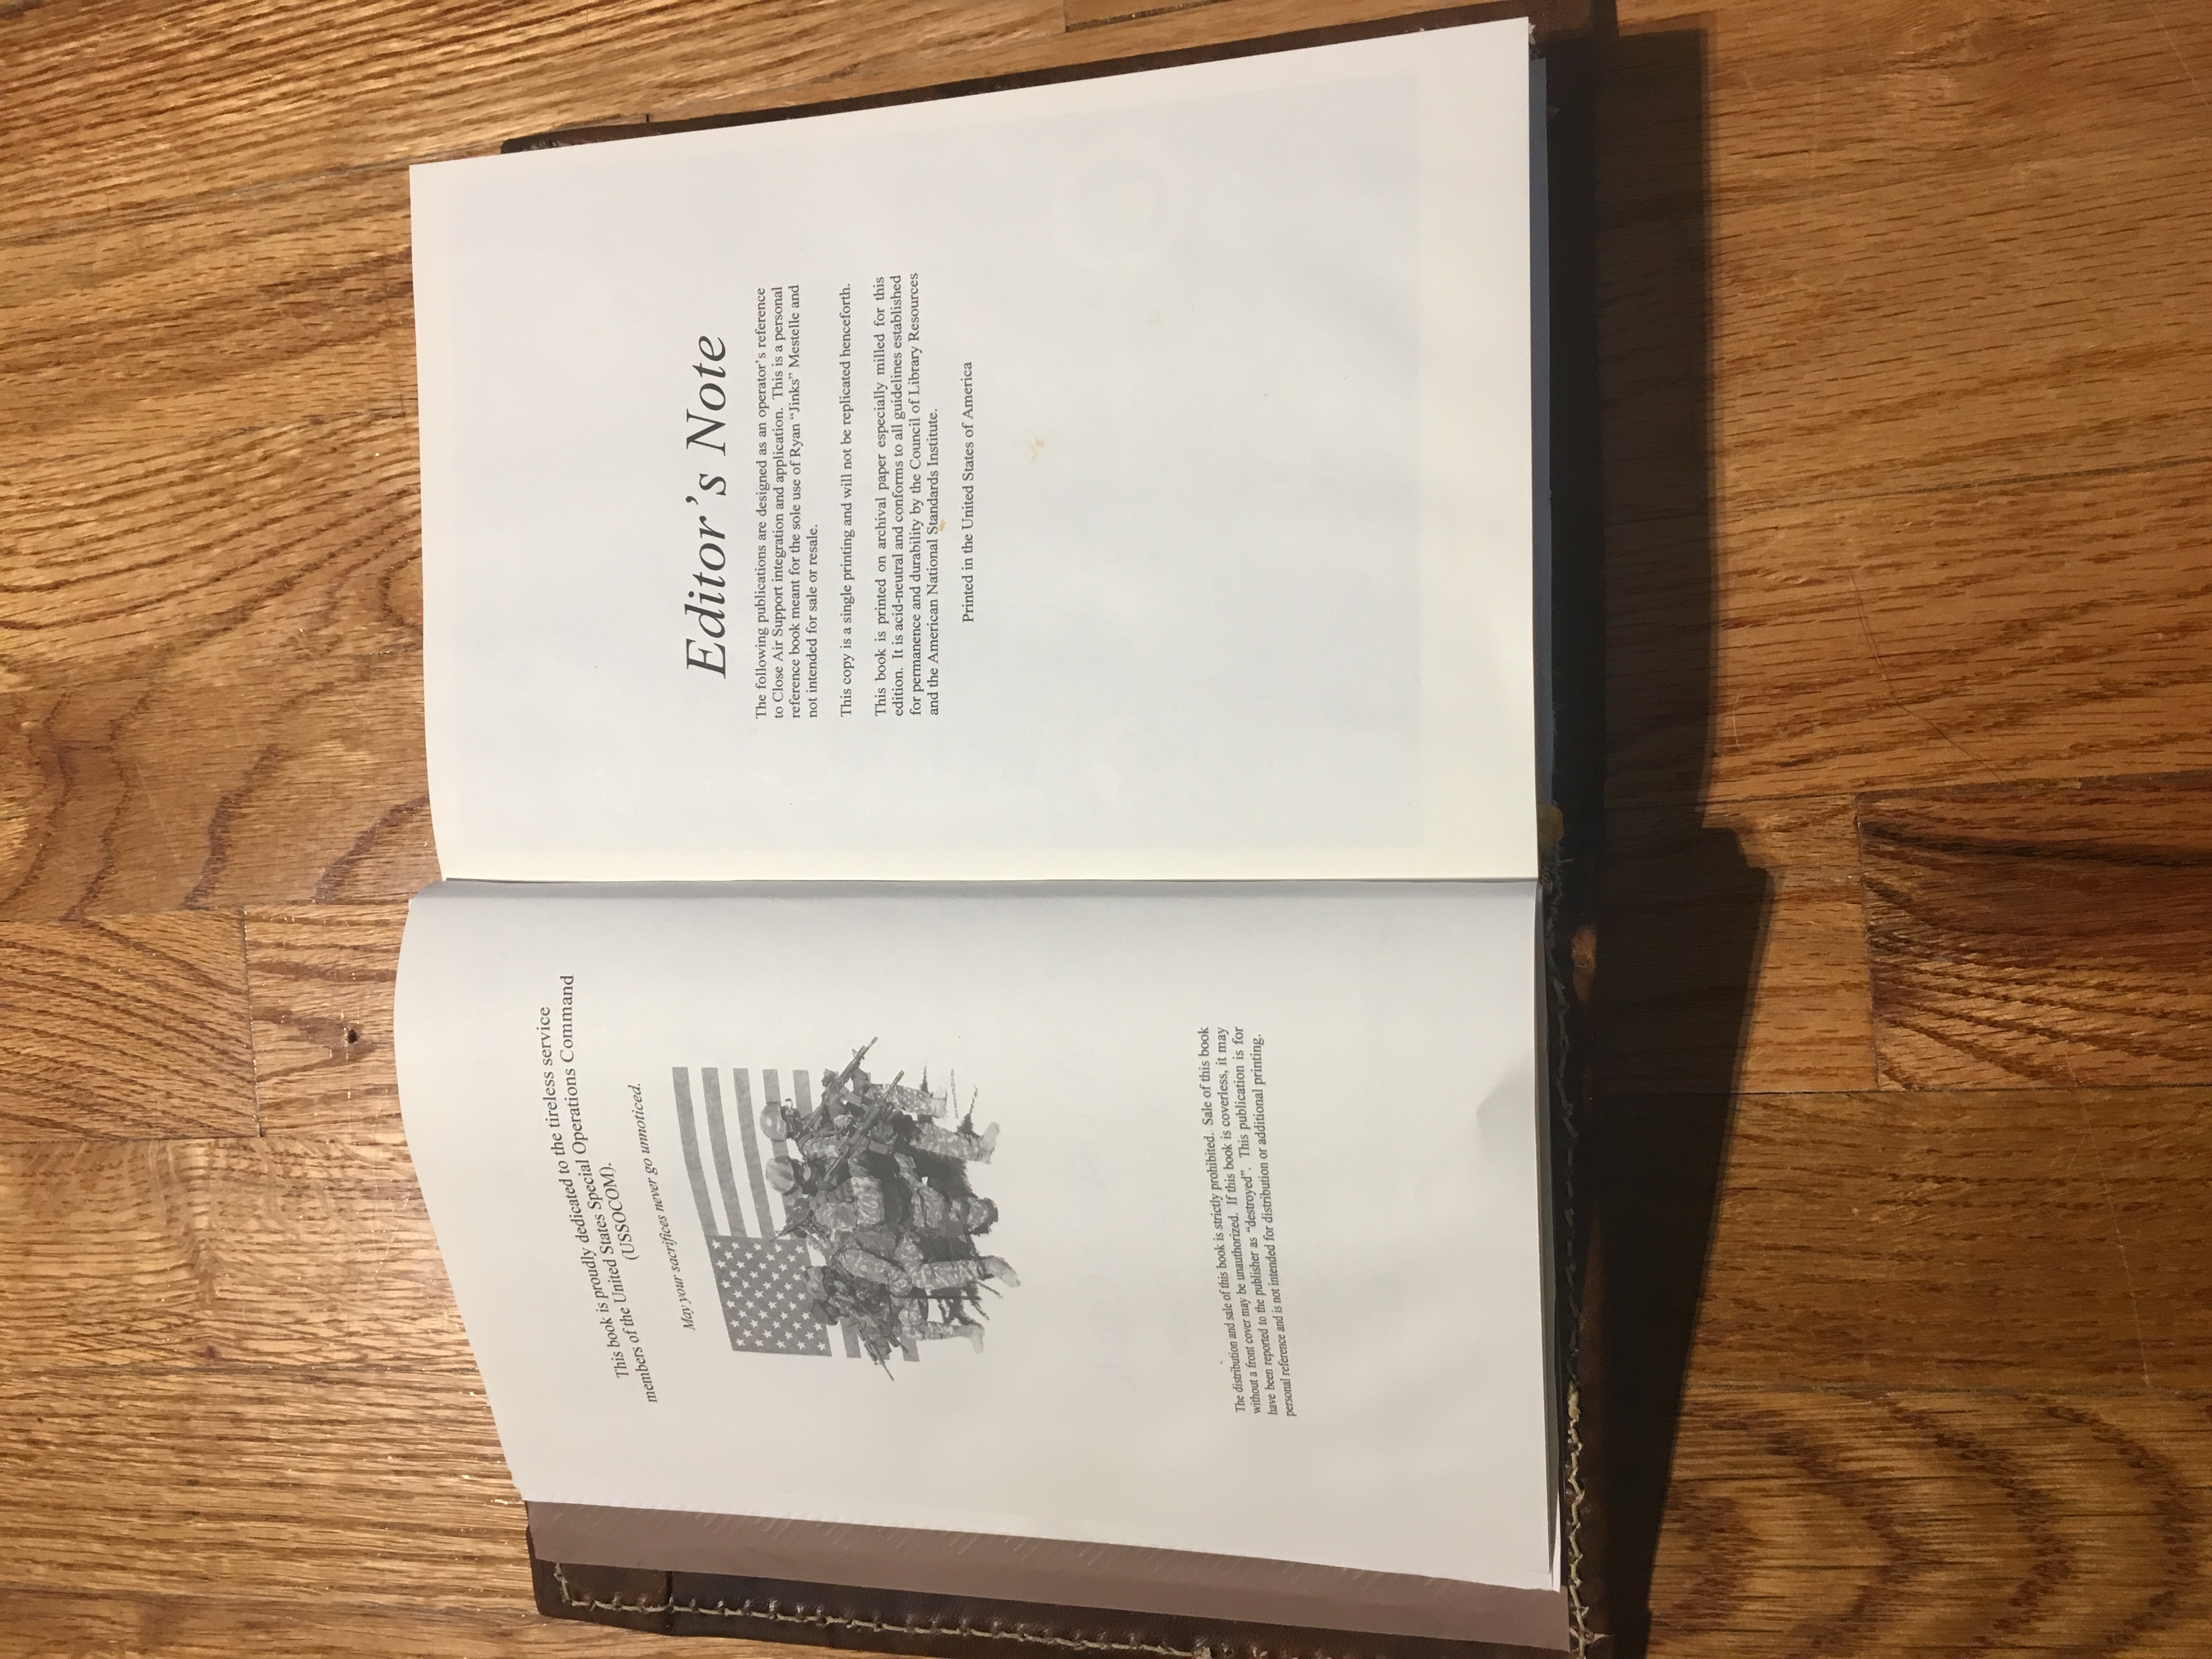 This book is proudly dedicated to the tireless service
members of the United States Special Operations Command
(USSOCOM).
May your sacrifices never go unnoticed.
The distribution and sale of this book is strictly prohibited. Sale of this book
without a front cover may be unauthorized. If this book is coverless, it may
have been reported to the publisher as “destroyed”. This publication is for
personal reference and is not intended for distribution or additional printing.
Editor’s Note
The following publications are designed as an operator’s reference
to Close Air Support integration and application. This is a personal
reference book meant for the sole use of Ryan “Jinks” Mestelle and
not intended for sale or resale.
This copy is a single printing and will not be replicated henceforth.
This book is printed on archival paper especially milled for this
edition. It is acid-neutral and conforms to all guidelines established
for permanence and durability by the Council of Library Resources
and the American National Standards Institute.
Printed in the United States of America